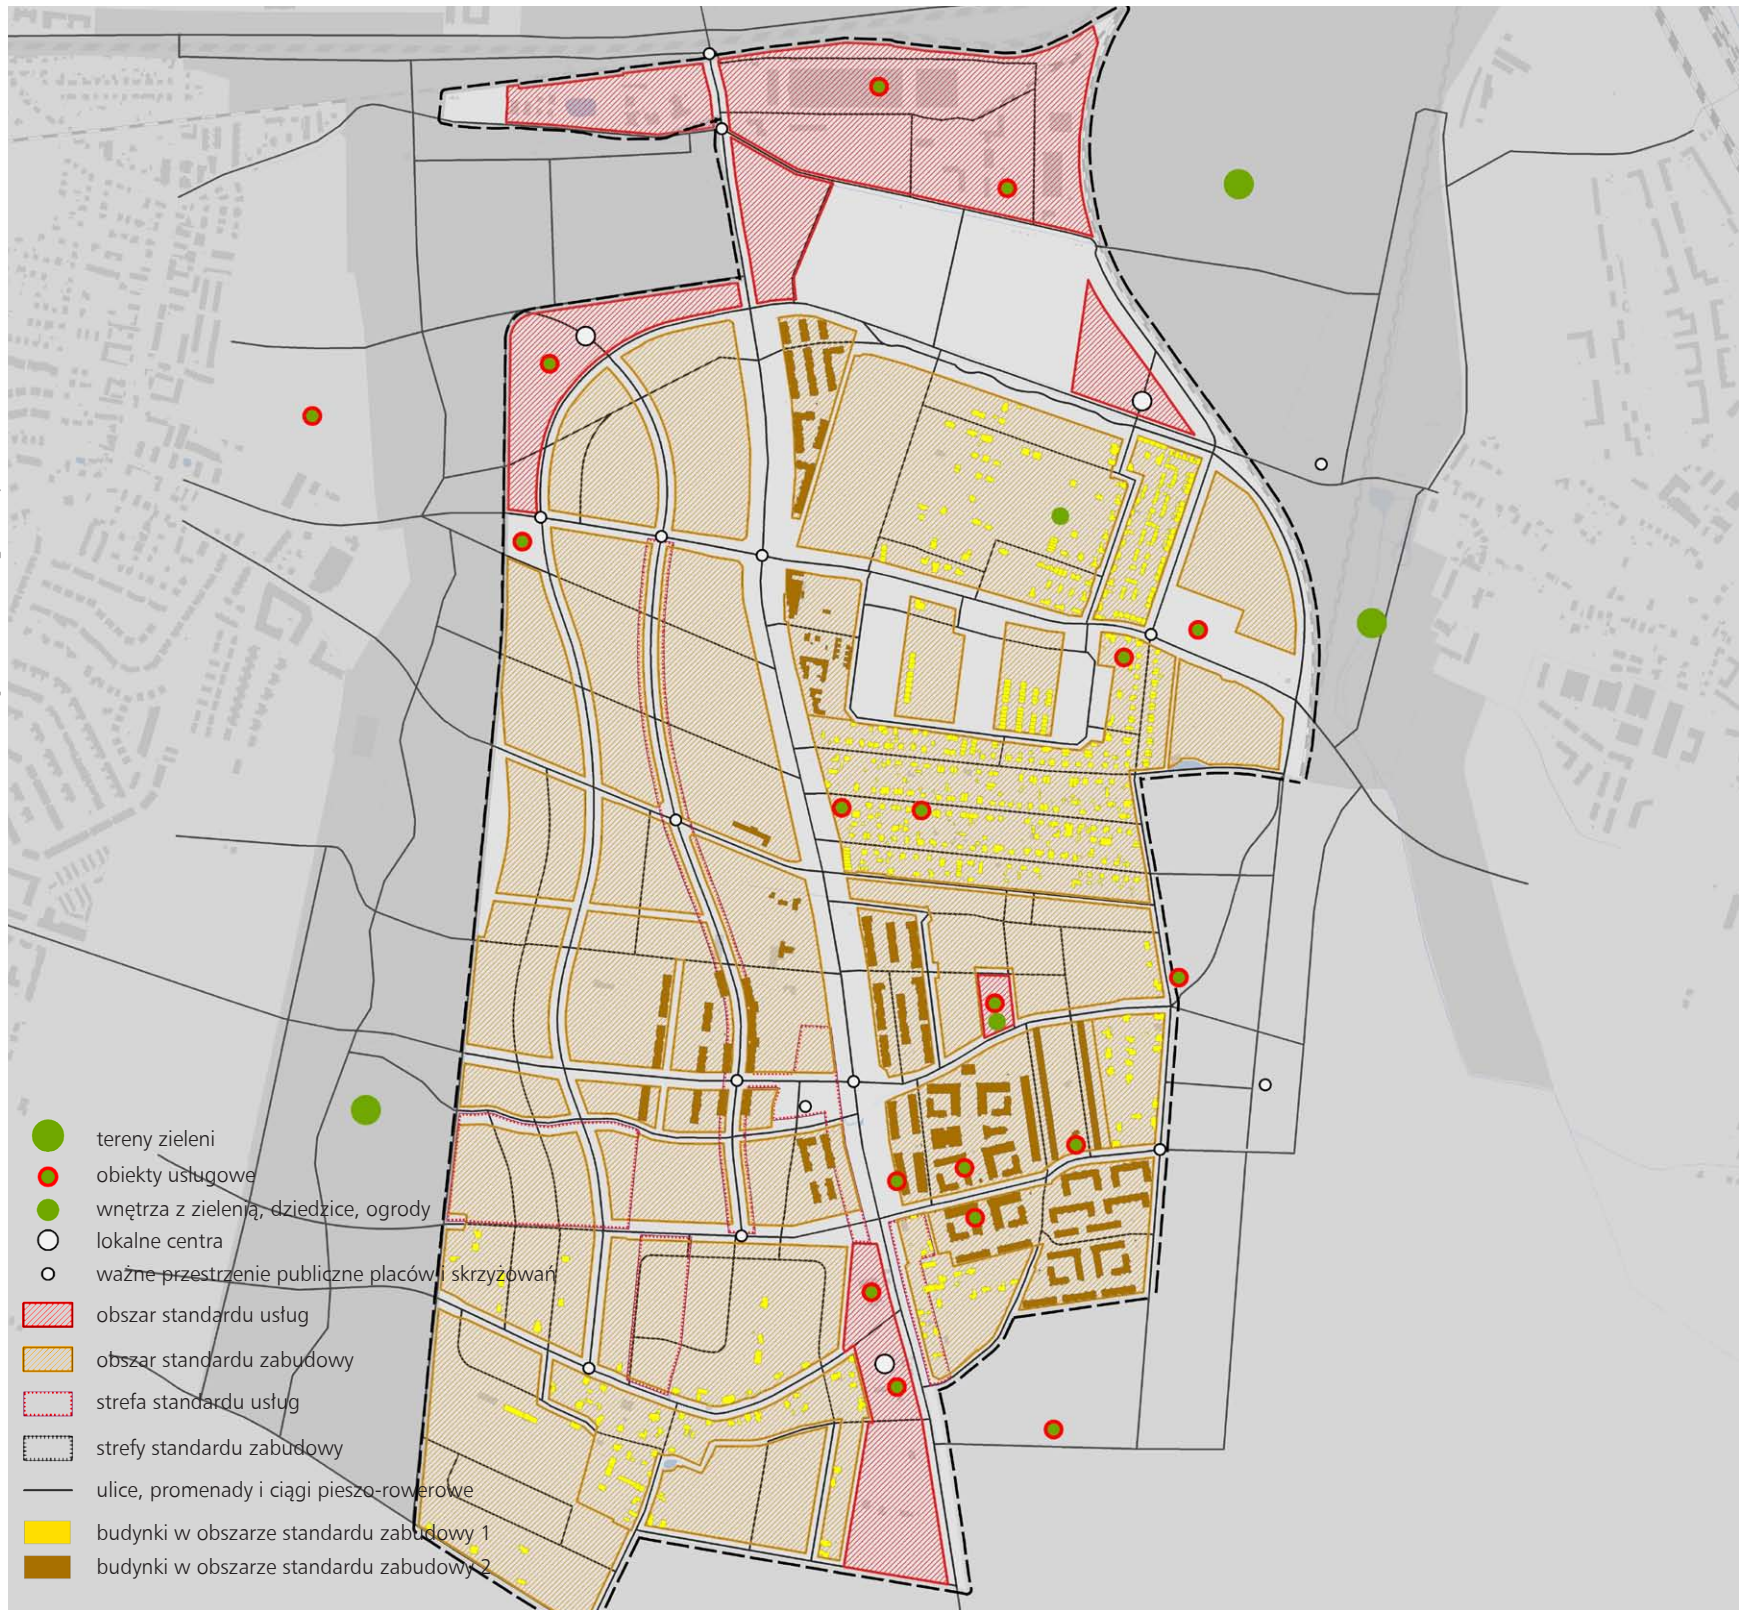 tereny zieleni
obiekty usługowe
wnętrza z zielenią, dziedzice, ogrody
lokalne centra
ważne przestrzenie publiczne placów i skrzyżowań
obszar standardu usług
obszar standardu zabudowy
strefa standardu usług
strefy standardu zabudowy
ulice, promenady i ciągi pieszo-rowerowe
budynki w obszarze standardu zabudowy 1
budynki w obszarze standardu zabudowy 2